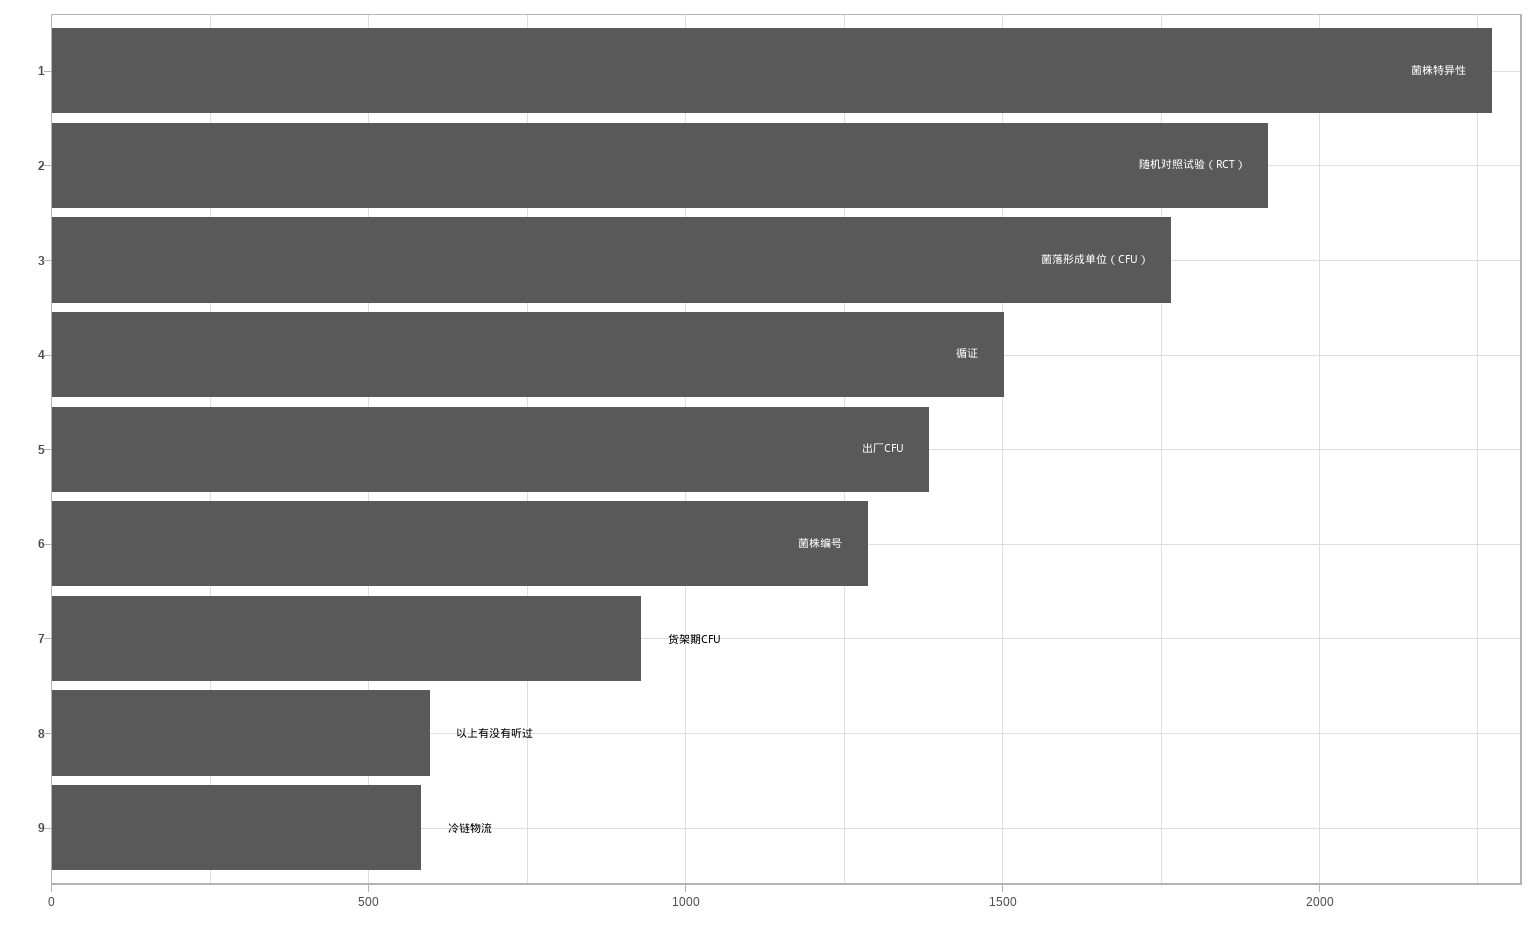 1 菌株特异性
2 随机对照试验（RCT）
3 菌落形成单位（CFU）
4 循证
5 出厂CFU
6 菌株编号
7 货架期CFU
8 以上有没有听过
9 冷链物流
0 500 1000 1500 2000